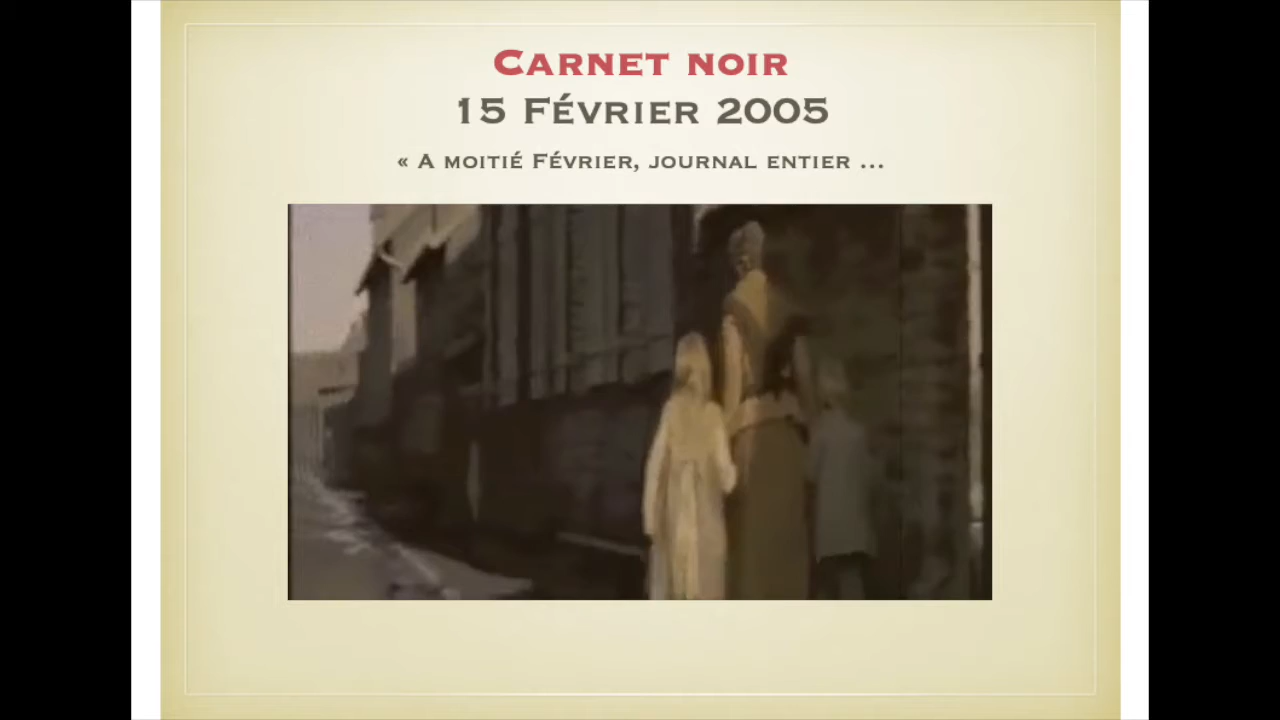 Carnet noir
15 Février 2005
« A moitié Février, journal entier ...